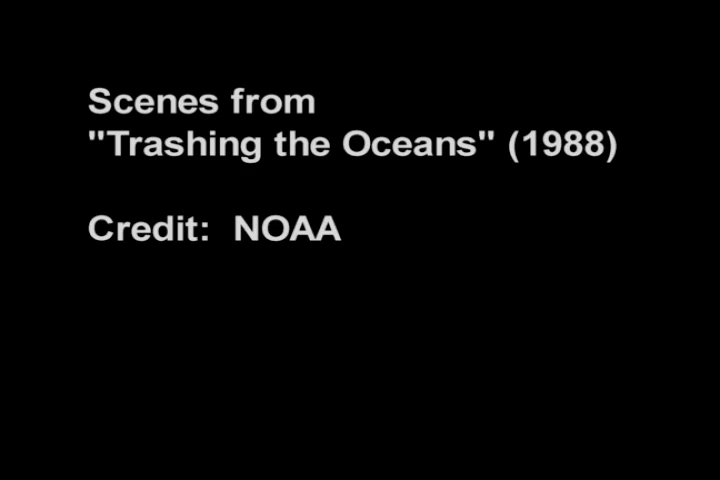 Scenes from
"Trashing the Oceans" (1988)
Credit:  NOAA